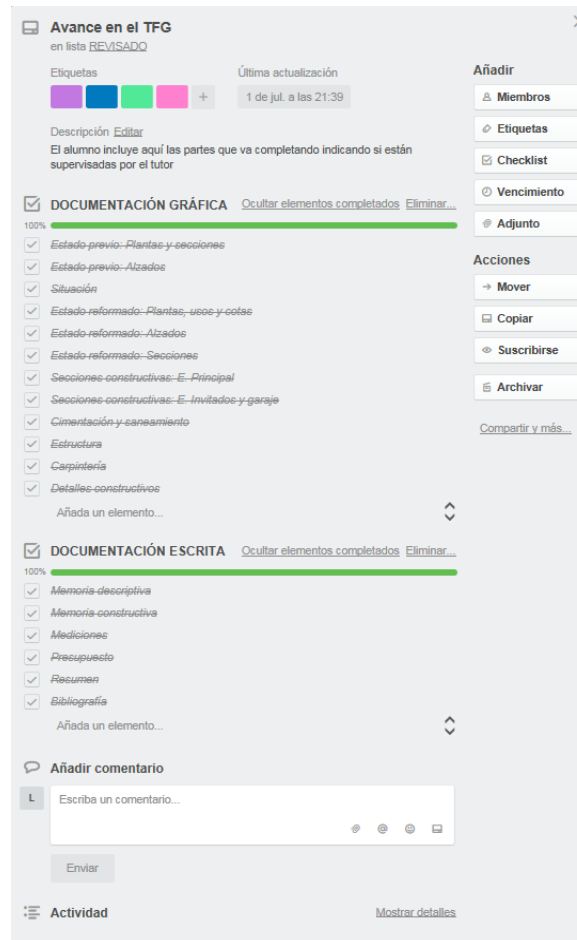 Avance en el TFG
en lista REVISADO
Etiquetas
Última actualización
+
1 de jul. a las 21:39
Descripción Editar
El alumno incluye aquí las partes que va completando indicando si están
supervisadas por el tutor
DOCUMENTACIÓN GRÁFICA Ocultar elementos completados Eliminar...
100%
Estado previo: Plantas y secciones
Estado previo: Alzados
Situación
Estado reformado: Plantas, usos y cotas
Estado reformado: Alzados
Estado reformado: Secciones
Secciones constructivas: E. Principal
Secciones constructivas: E. Invitados y garaje
Cimentación y saneamiento
Estructura
Carpintería
Detalles constructivos
Añada un elemento...
DOCUMENTACIÓN ESCRITA Ocultar elementos completados Eliminar...
100%
Memoria descriptiva
Memoria constructiva
Mediciones
Presupuesto
Resumen
Bibliografía
Añada un elemento...
Añadir comentario
L
Escriba un comentario...
@
Enviar
Actividad
Mostrar detalles
Añadir
Miembros
Etiquetas
Checklist
Vencimiento
Adjunto
Acciones
Mover
Copiar
Suscribirse
Archivar
Compartir y más...